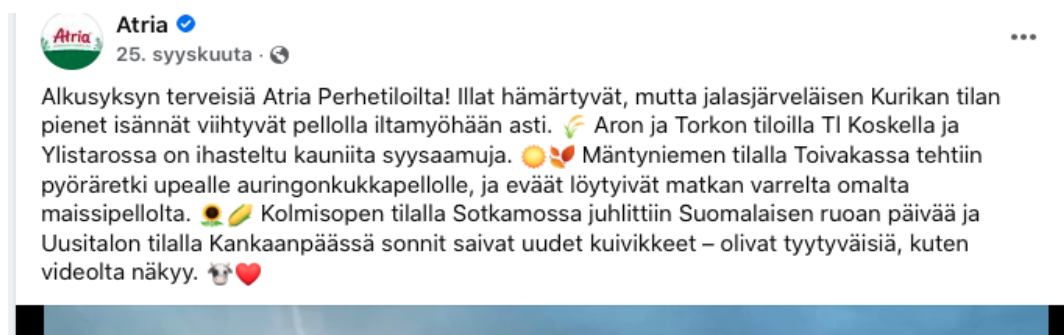 Atria
Atria
25. syyskuuta ·
Alkusyksyn terveisiä Atria Perhetiloilta! Illat hämärtyvät, mutta jalasjärveläisen Kurikan tilan
pienet isännät viihtyvät pellolla iltamyöhään asti. 🌾 Aron ja Torkon tiloilla TI Koskella ja
Ylistarossa on ihasteltu kauniita syysaamuja. 🌞🍂 Mäntyniemen tilalla Toivakassa tehtiin
pyöräretki upealle auringonkukkapellolle, ja eväät löytyivät matkan varrelta omalta
maissipellolta. 🌻🌽 Kolmisopen tilalla Sotkamossa juhlittiin Suomalaisen ruoan päivää ja
Uusitalon tilalla Kankaanpäässä sonnit saivat uudet kuivikkeet – olivat tyytyväisiä, kuten
videolta näkyy. 🐮❤️